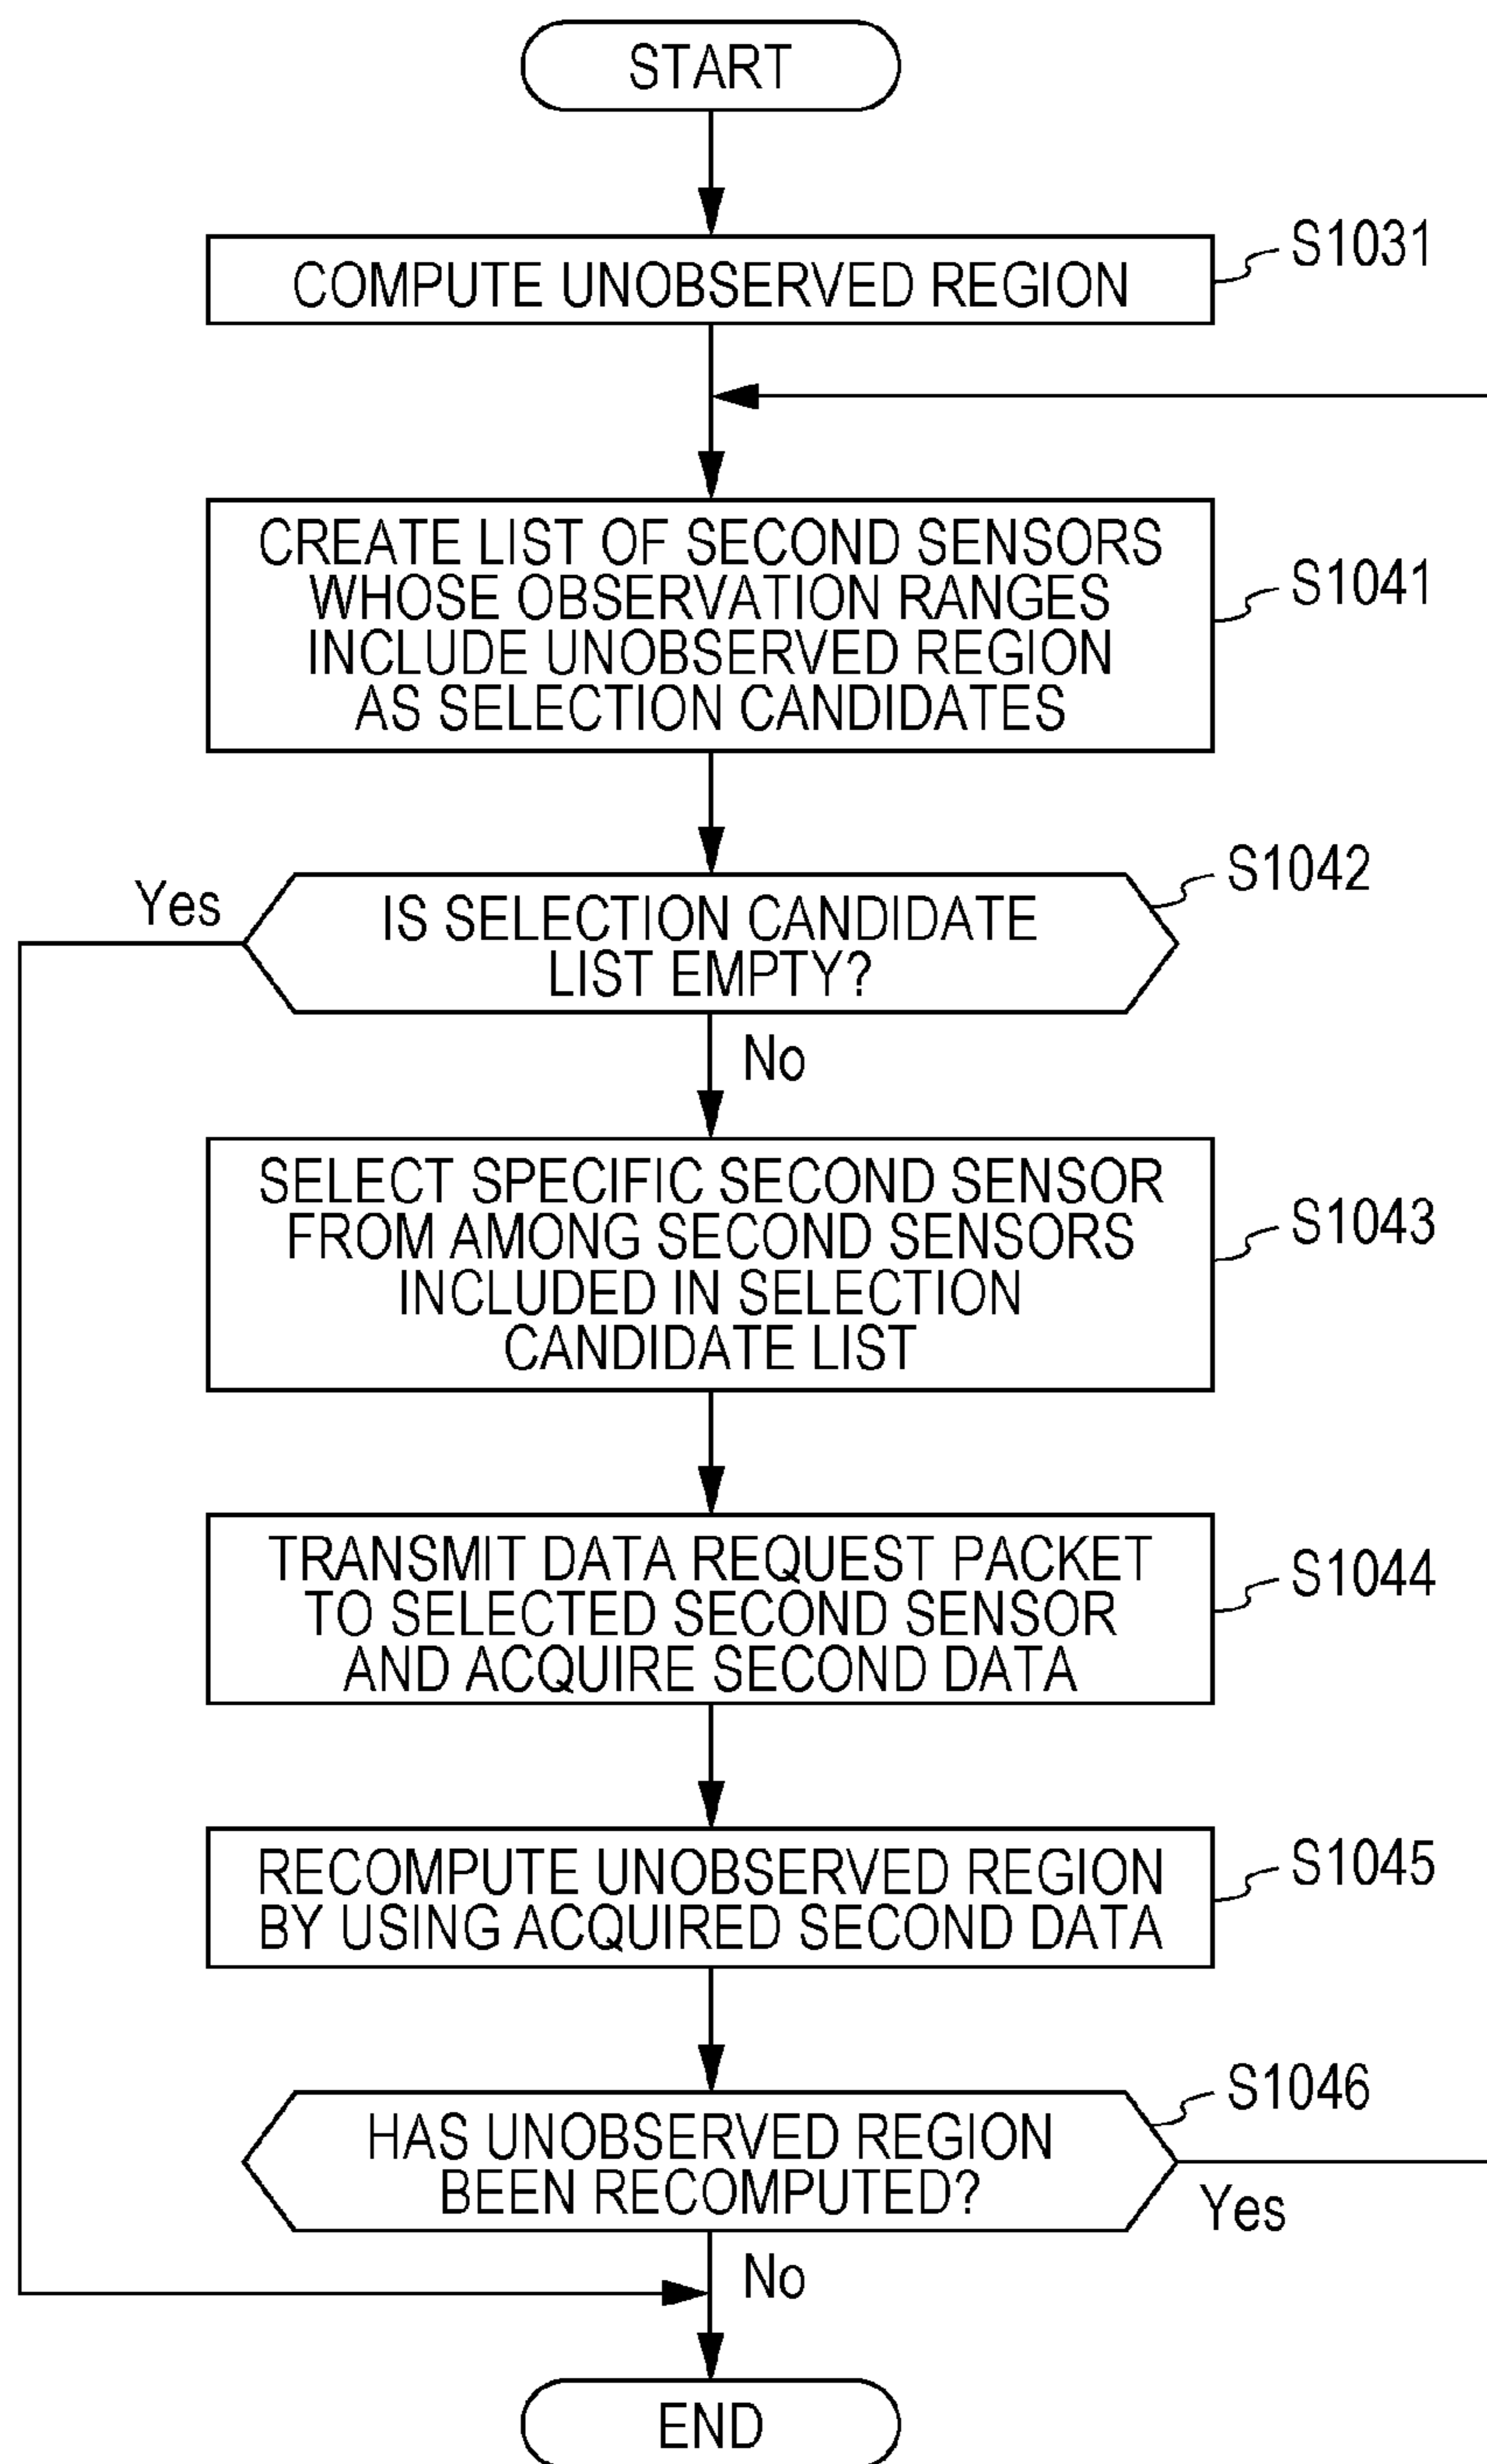 START
COMPUTE UNOBSERVED REGION
S1031
CREATE LIST OF SECOND SENSORS
WHOSE OBSERVATION RANGES
INCLUDE UNOBSERVED REGION
AS SELECTION CANDIDATES
S1041
Yes
IS SELECTION CANDIDATE
LIST EMPTY?
S1042
No
SELECT SPECIFIC SECOND SENSOR
FROM AMONG SECOND SENSORS
INCLUDED IN SELECTION
CANDIDATE LIST
S1043
TRANSMIT DATA REQUEST PACKET
TO SELECTED SECOND SENSOR
AND ACQUIRE SECOND DATA
S1044
RECOMPUTE UNOBSERVED REGION
BY USING ACQUIRED SECOND DATA
S1045
HAS UNOBSERVED REGION
BEEN RECOMPUTED?
S1046
Yes
No
END